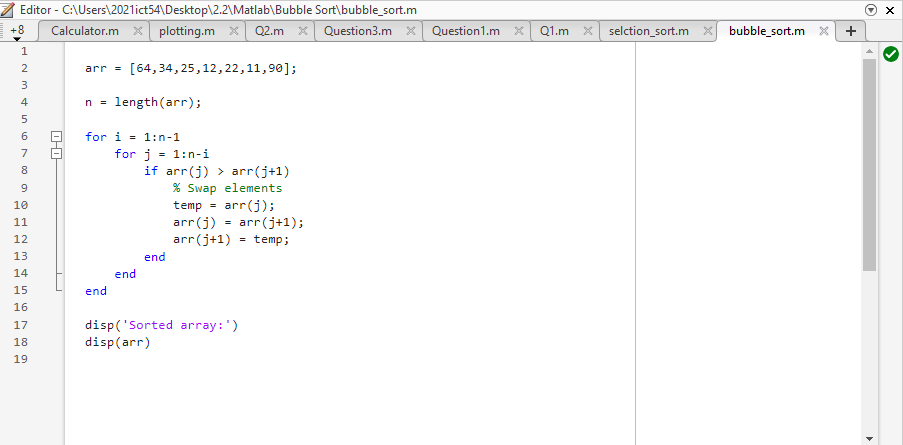 Editor - C:\Users\2021ict54\Desktop\2.2\Matlab\Bubble Sort\bubble_sort.m
+8 Calculator.m plotting.m Q2.m Question3.m Question1.m Q1.m selction_sort.m bubble_sort.m +
1
2 arr = [64,34,25,12,22,11,90];
3
4 n = length(arr);
5
6 for i = 1:n-1
7     for j = 1:n-i
8         if arr(j) > arr(j+1)
9             % Swap elements
10             temp = arr(j);
11             arr(j) = arr(j+1);
12             arr(j+1) = temp;
13         end
14     end
15 end
16
17 disp('Sorted array:')
18 disp(arr)
19